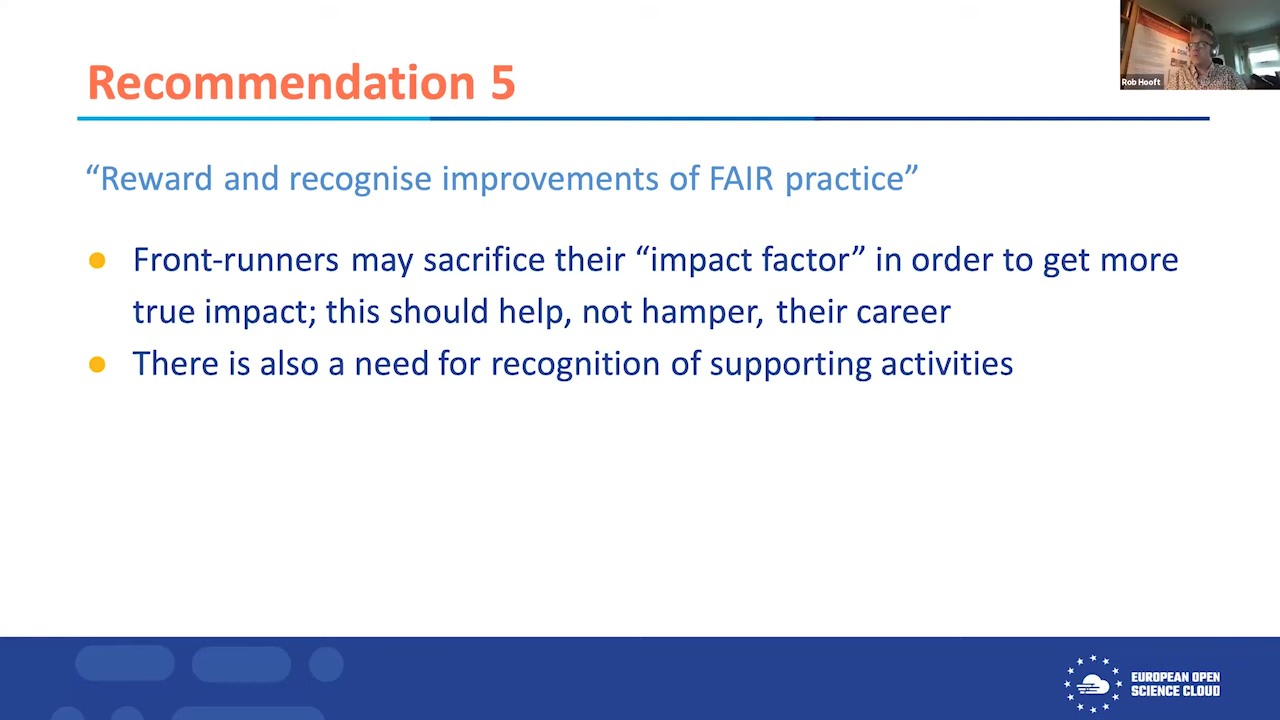 Recommendation 5
Rob Hooft
“Reward and recognise improvements of FAIR practice”
● Front-runners may sacrifice their “impact factor” in order to get more
true impact; this should help, not hamper, their career
● There is also a need for recognition of supporting activities
EUROPEAN OPEN
SCIENCE CLOUD